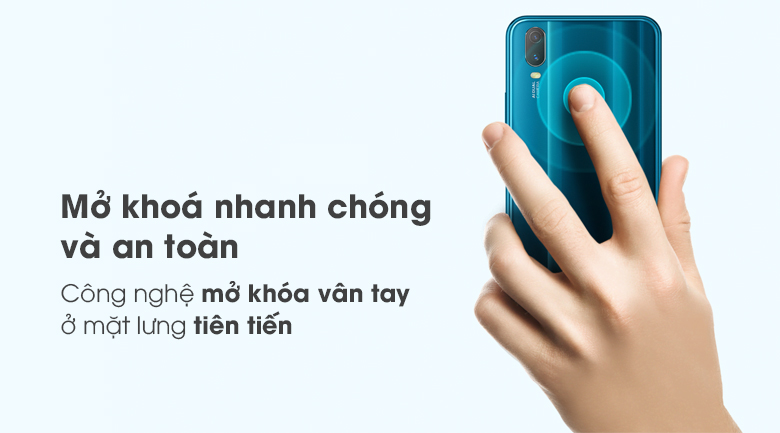 Mở khoá nhanh chóng
và an toàn
Công nghệ mở khóa vân tay
ở mặt lưng tiên tiến